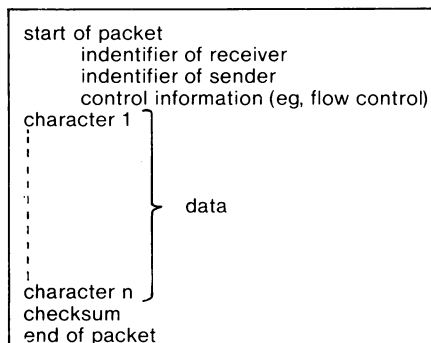 start of packet
indentifier of receiver
indentifier of sender
control information (eg, flow control)
character 1
data
character n
checksum
end of packet